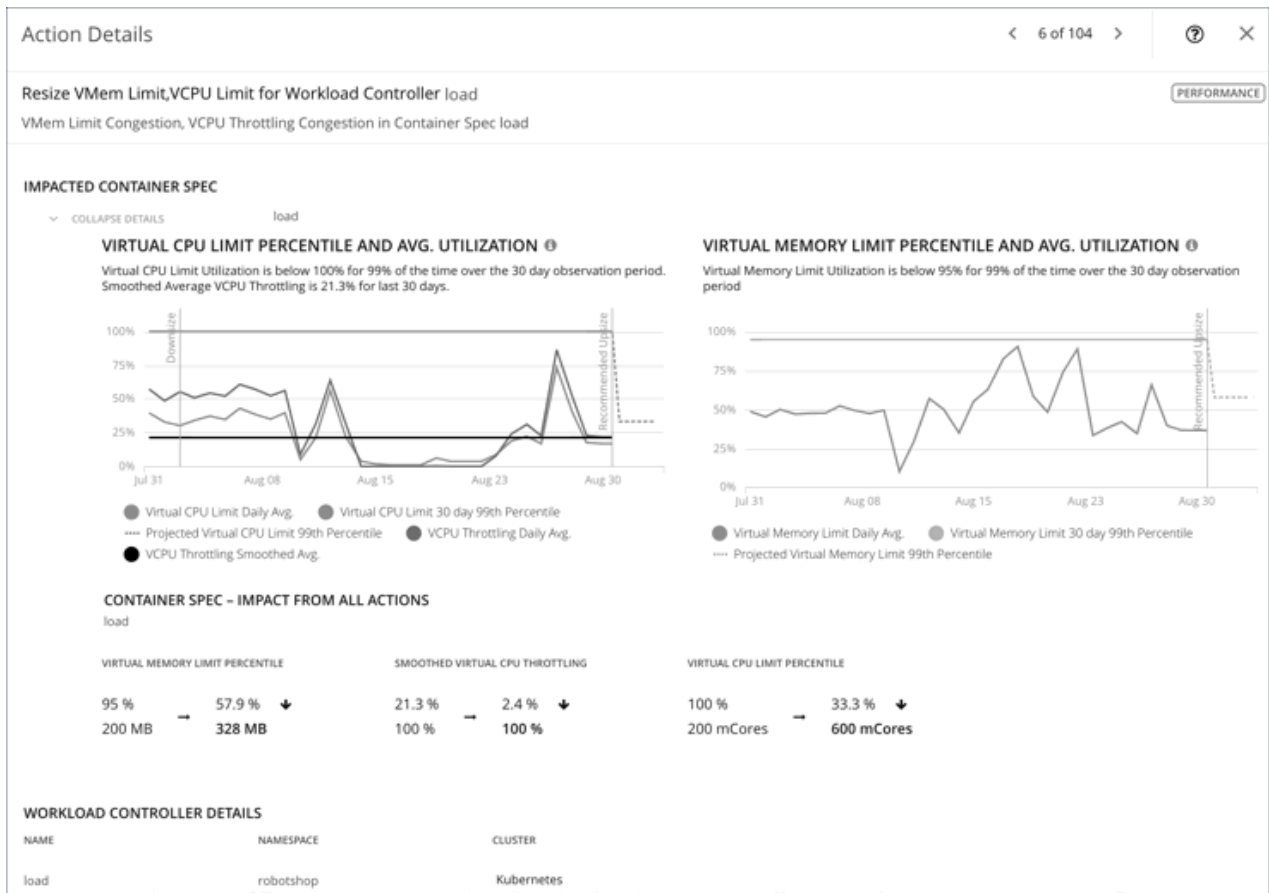 Action Details
6 of 104
Resize VMem Limit,VCPU Limit for Workload Controller load
PERFORMANCE
VMem Limit Congestion, VCPU Throttling Congestion in Container Spec load
IMPACTED CONTAINER SPEC
COLLAPSE DETAILS load
VIRTUAL CPU LIMIT PERCENTILE AND AVG. UTILIZATION
Virtual CPU Limit Utilization is below 100% for 99% of the time over the 30 day observation period.
Smoothed Average VCPU Throttling is 21.3% for last 30 days.
100%
75%
50%
25%
0%
Downsize
Recommended Upsize
Jul 31 Aug 08 Aug 15 Aug 23 Aug 30
Virtual CPU Limit Daily Avg. Virtual CPU Limit 30 day 99th Percentile
Projected Virtual CPU Limit 99th Percentile VCPU Throttling Daily Avg.
VCPU Throttling Smoothed Avg.
VIRTUAL MEMORY LIMIT PERCENTILE AND AVG. UTILIZATION
Virtual Memory Limit Utilization is below 95% for 99% of the time over the 30 day observation
period
100%
75%
50%
25%
0%
Recommended Upsize
Jul 31 Aug 08 Aug 15 Aug 23 Aug 30
Virtual Memory Limit Daily Avg. Virtual Memory Limit 30 day 99th Percentile
Projected Virtual Memory Limit 99th Percentile
CONTAINER SPEC – IMPACT FROM ALL ACTIONS
load
VIRTUAL MEMORY LIMIT PERCENTILE SMOOTHED VIRTUAL CPU THROTTLING VIRTUAL CPU LIMIT PERCENTILE
95 % → 57.9 % 21.3 % → 2.4 % 100 % → 33.3 %
200 MB 328 MB 100 % 100 % 200 mCores 600 mCores
WORKLOAD CONTROLLER DETAILS
NAME NAMESPACE CLUSTER
load robotshop Kubernetes